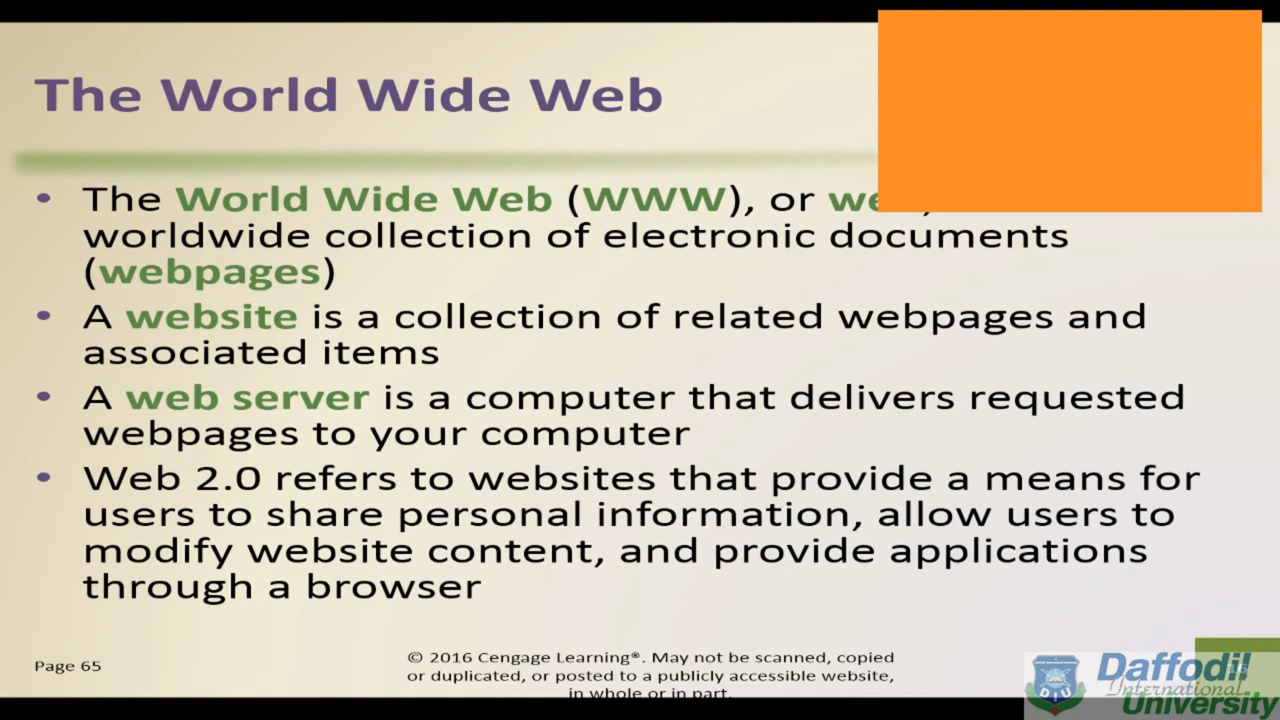 The World Wide Web
• The World Wide Web (WWW), or
worldwide collection of electronic documents
(webpages)
• A website is a collection of related webpages and
associated items
• A web server is a computer that delivers requested
webpages to your computer
• Web 2.0 refers to websites that provide a means for
users to share personal information, allow users to
modify website content, and provide applications
through a browser
Page 65
© 2016 Cengage Learning®. May not be scanned, copied
or duplicated, or posted to a publicly accessible website,
in whole or in part.
DIU
Daffodil
International
University